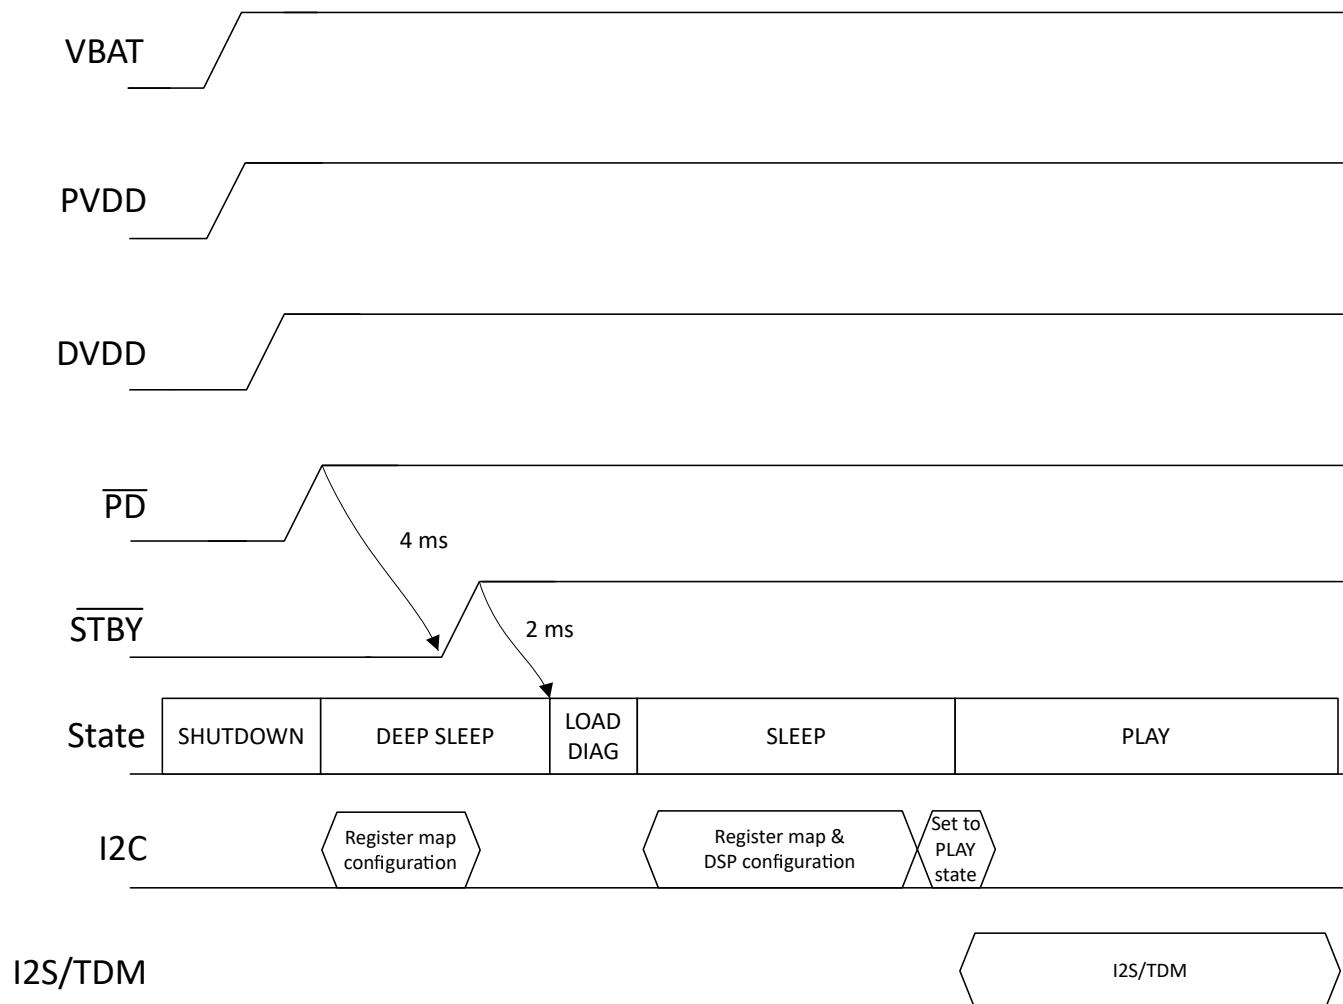 VBAT
PVDD
DVDD
PD
4 ms
STBY
2 ms
State
SHUTDOWN
DEEP SLEEP
LOAD
DIAG
SLEEP
PLAY
I2C
Register map
configuration
Register map &
DSP configuration
Set to
PLAY
state
I2S/TDM
I2S/TDM